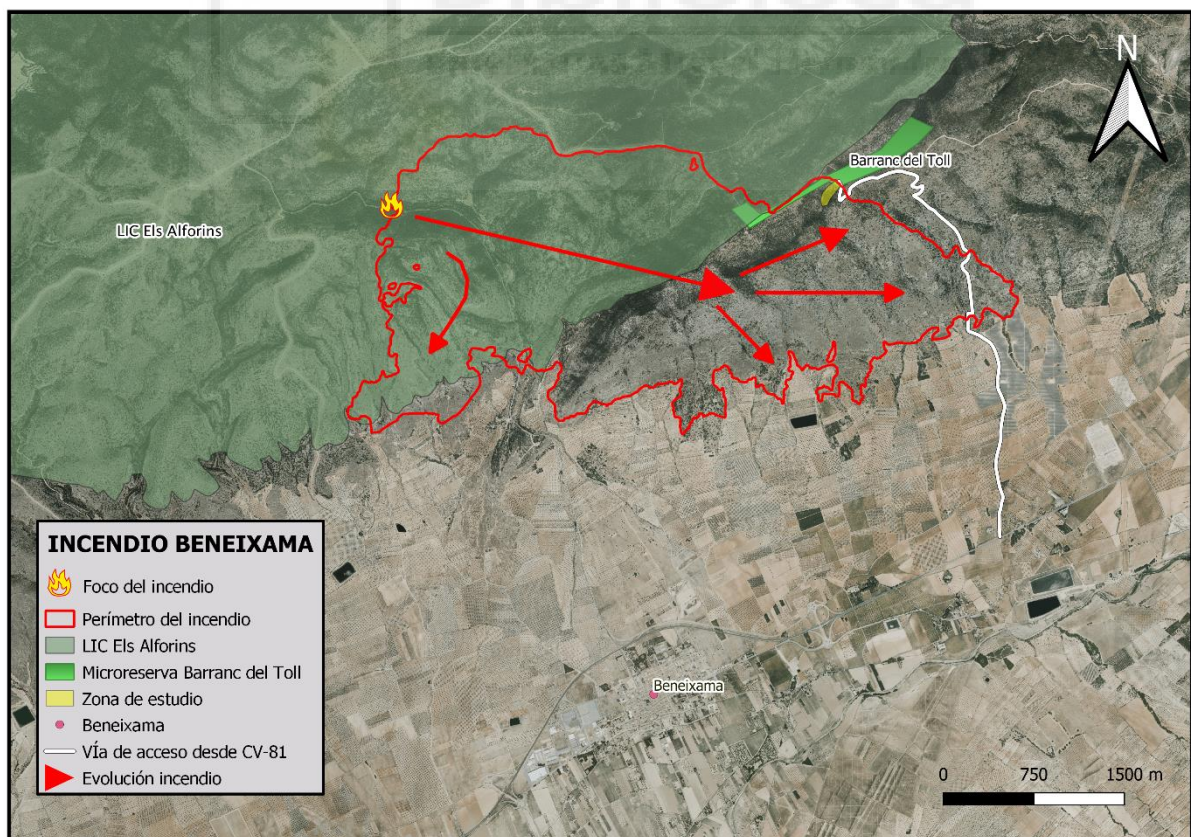 N
Barranc del Toll
LIC Els Alforins
INCENDIO BENEIXAMA
Foco del incendio
Perímetro del incendio
LIC Els Alforins
Microreserva Barranc del Toll
Zona de estudio
Beneixama
VÍa de acceso desde CV-81
Evolución incendio
Beneixama
0 750 1500 m